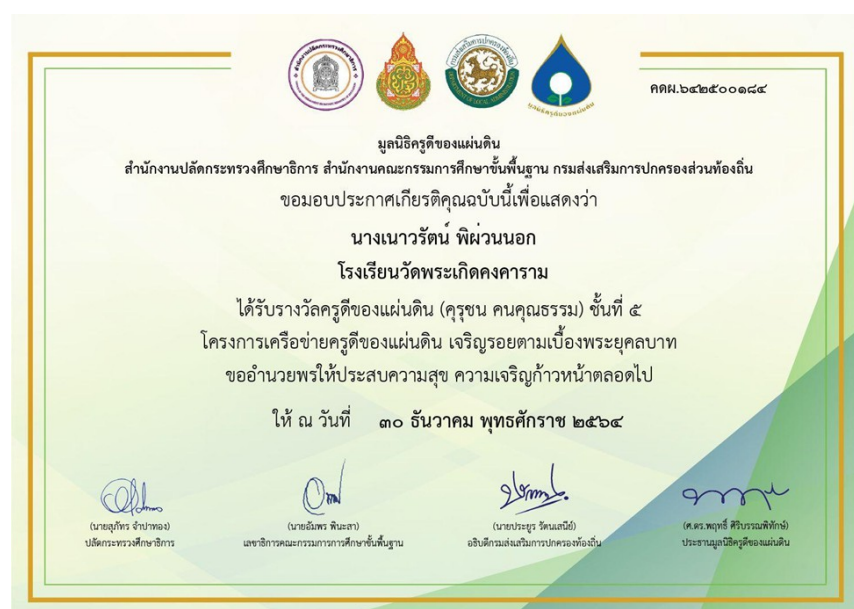 คดผ.๖๔๒๕๐๐๑๘๔
มูลนิธิครูดีของแผ่นดิน
สำนักงานปลัดกระทรวงศึกษาธิการ สำนักงานคณะกรรมการศึกษาขั้นพื้นฐาน กรมส่งเสริมการปกครองส่วนท้องถิ่น
ขอมอบประกาศเกียรติคุณฉบับนี้เพื่อแสดงว่า
นางเนาวรัตน์ พิผ่วนนอก
โรงเรียนวัดพระเกิดคงคาราม
ได้รับรางวัลครูดีของแผ่นดิน (คุรุชน คนคุณธรรม) ชั้นที่ ๕
โครงการเครือข่ายครูดีของแผ่นดิน เจริญรอยตามเบื้องพระยุคลบาท
ขออำนวยพรให้ประสบความสุข ความเจริญก้าวหน้าตลอดไป
ให้ ณ วันที่ ๓๐ ธันวาคม พุทธศักราช ๒๕๖๔
(นายสุภัทร จำปาทอง) (นายอัมพร พินะสา) (นายประยูร รัตนเสนีย์) (ศ.ดร.พฤทธิ์ ศิริบรรณพิทักษ์)
ปลัดกระทรวงศึกษาธิการ เลขาธิการคณะกรรมการการศึกษาขั้นพื้นฐาน อธิบดีกรมส่งเสริมการปกครองท้องถิ่น ประธานมูลนิธิครูดีของแผ่นดิน